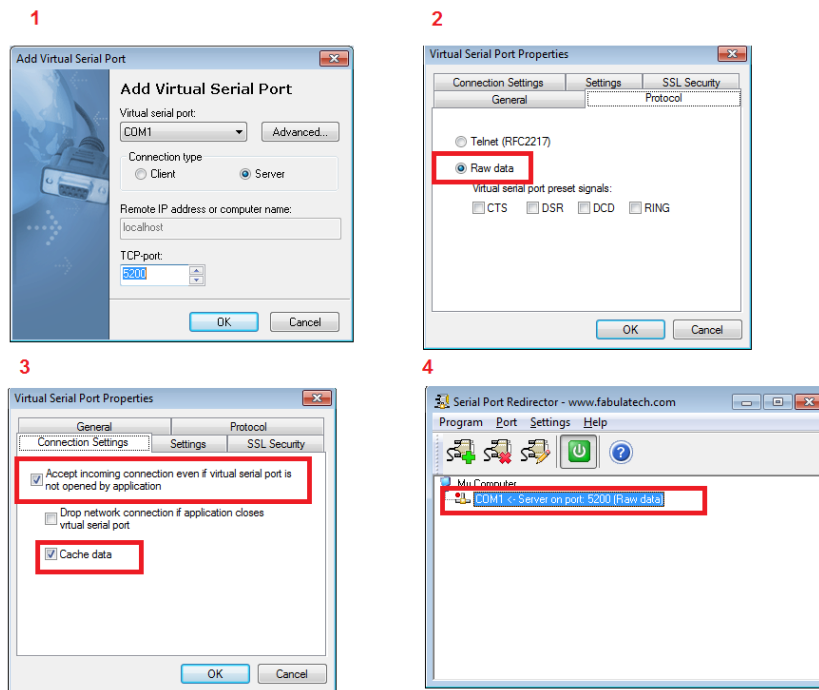 1
Add Virtual Serial Port
Add Virtual Serial Port
Virtual serial port:
COM1
Advanced...
Connection type
Client
Server
Remote IP address or computer name:
localhost
TCP-port:
5200
OK
Cancel
2
Virtual Serial Port Properties
Connection Settings
Settings
SSL Security
General
Protocol
Telnet (RFC2217)
Raw data
Virtual serial port preset signals:
CTS
DSR
DCD
RING
OK
Cancel
3
Virtual Serial Port Properties
General
Protocol
Connection Settings
Settings
SSL Security
Accept incoming connection even if virtual serial port is
not opened by application
Drop network connection if application closes
vrtual serial port
Cache data
OK
Cancel
4
Serial Port Redirector - www.fabulatech.com
Program Port Settings Help
My Computer
COM1 <- Server on port: 5200 (Raw data)